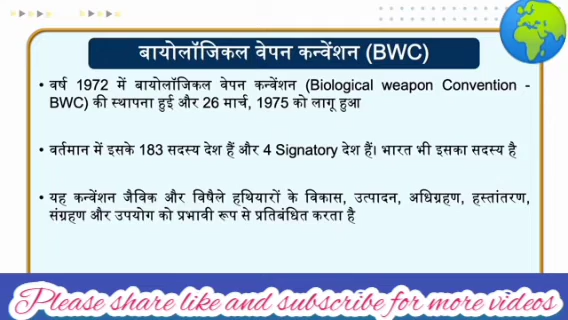 बायोलॉजिकल वेपन कन्वेंशन (BWC)
• वर्ष 1972 में बायोलॉजिकल वेपन कन्वेंशन (Biological weapon Convention -
BWC) की स्थापना हुई और 26 मार्च, 1975 को लागू हुआ
• वर्तमान में इसके 183 सदस्य देश हैं और 4 Signatory देश हैं। भारत भी इसका सदस्य है
• यह कन्वेंशन जैविक और विषैले हथियारों के विकास, उत्पादन, अधिग्रहण, हस्तांतरण,
संग्रहण और उपयोग को प्रभावी रूप से प्रतिबंधित करता है
Please share like and subscribe for more videos